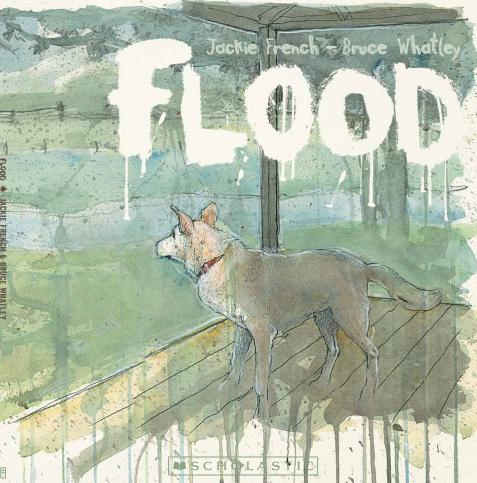 Jackie French - Bruce Whatley
FLOOD
FLOOD • JACKIE FRENCH & BRUCE WHATLEY
SCHOLASTIC